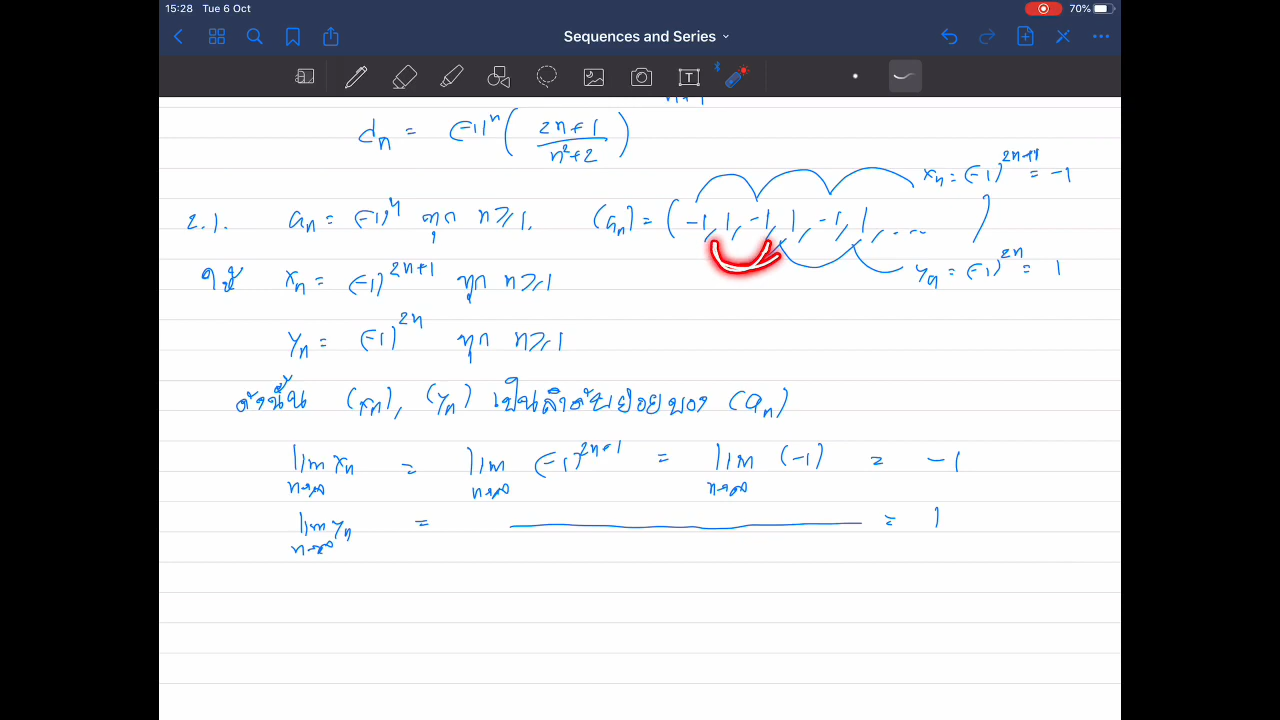 15:28 Tue 6 Oct 70%
Sequences and Series
T
dₙ = (-1)ⁿ ( (2n+1)/(n²+2) )
xₙ = (-1)²ⁿ⁺¹ = -1
2.1. aₙ = (-1)ⁿ ทุก n ≥ 1. (aₙ) = ( -1, 1, -1, 1, -1, 1, ... )
yₙ = (-1)²ⁿ = 1
ให้ xₙ = (-1)²ⁿ⁺¹ ทุก n ≥ 1
yₙ = (-1)²ⁿ ทุก n ≥ 1
ดังนั้น (xₙ), (yₙ) เป็นลำดับย่อยของ (aₙ)
lim n→∞ xₙ = lim n→∞ (-1)²ⁿ⁺¹ = lim n→∞ (-1) = -1
lim n→∞ yₙ = ________ = 1